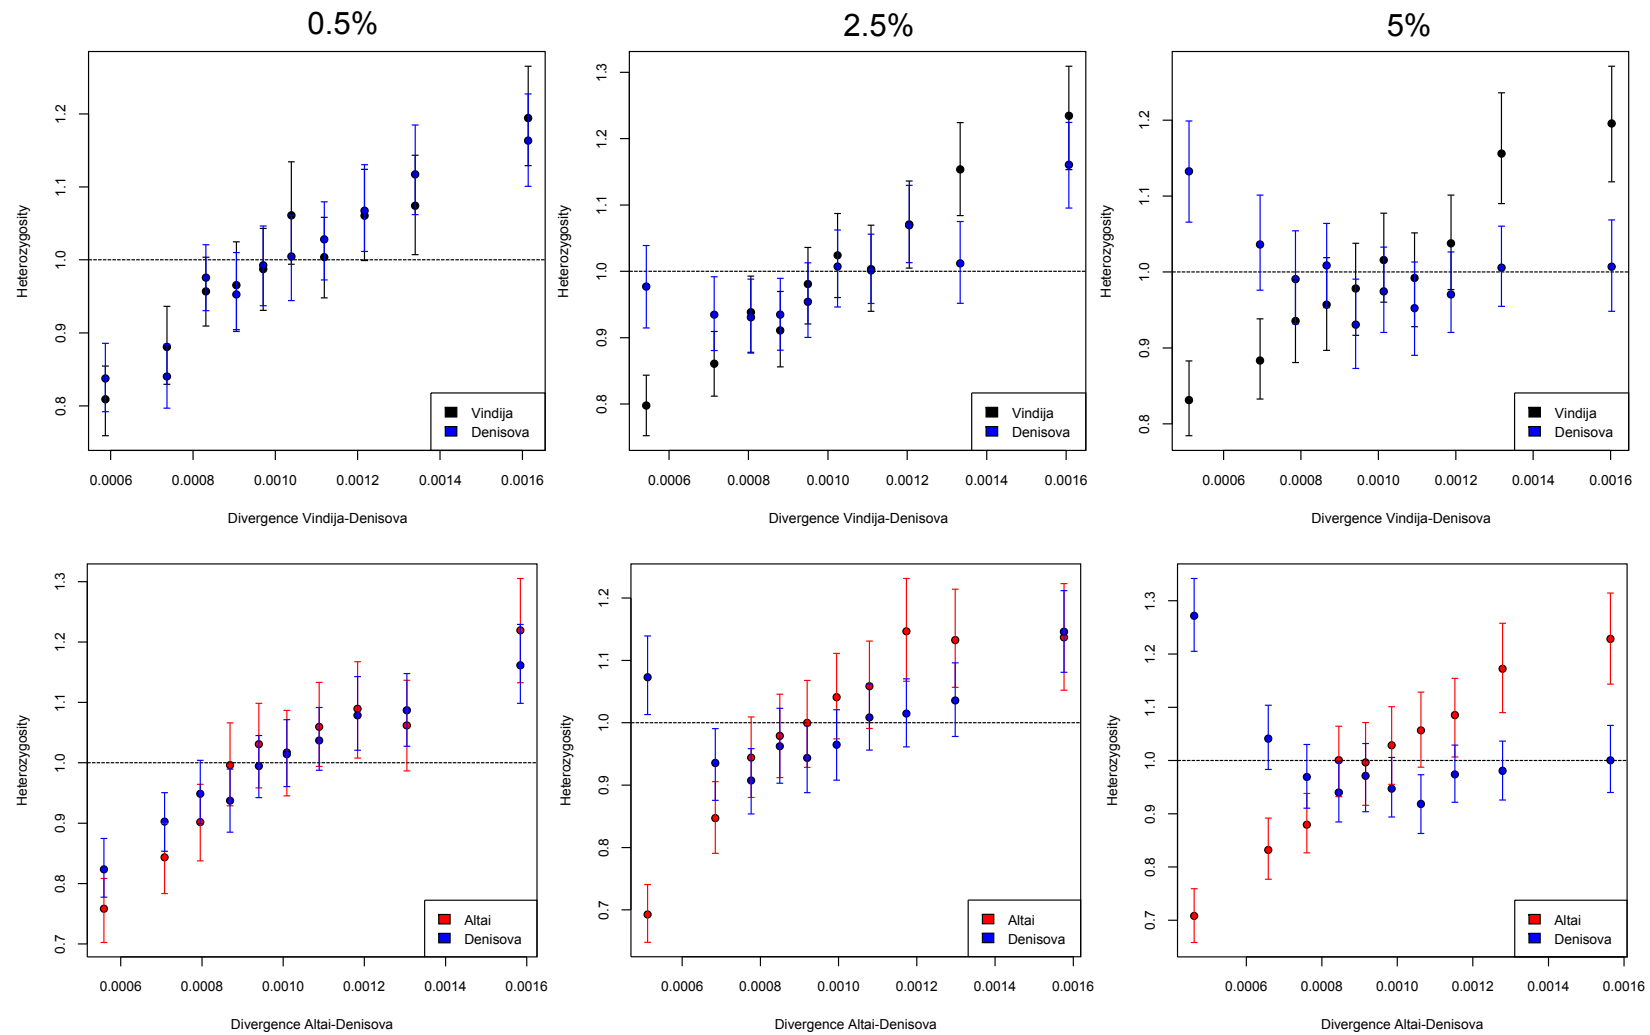 0.5% 2.5% 5%
Heterozygosity
0.8 0.9 1.0 1.1 1.2
Vindija
Denisova
0.0006 0.0008 0.0010 0.0012 0.0014 0.0016
Divergence Vindija-Denisova
Heterozygosity
0.8 0.9 1.0 1.1 1.2 1.3
Vindija
Denisova
0.0006 0.0008 0.0010 0.0012 0.0014 0.0016
Divergence Vindija-Denisova
Heterozygosity
0.8 0.9 1.0 1.1 1.2
Vindija
Denisova
0.0006 0.0008 0.0010 0.0012 0.0014 0.0016
Divergence Vindija-Denisova
Heterozygosity
0.7 0.8 0.9 1.0 1.1 1.2 1.3
Altai
Denisova
0.0006 0.0008 0.0010 0.0012 0.0014 0.0016
Divergence Altai-Denisova
Heterozygosity
0.7 0.8 0.9 1.0 1.1 1.2
Altai
Denisova
0.0006 0.0008 0.0010 0.0012 0.0014 0.0016
Divergence Altai-Denisova
Heterozygosity
0.7 0.8 0.9 1.0 1.1 1.2 1.3
Altai
Denisova
0.0006 0.0008 0.0010 0.0012 0.0014 0.0016
Divergence Altai-Denisova